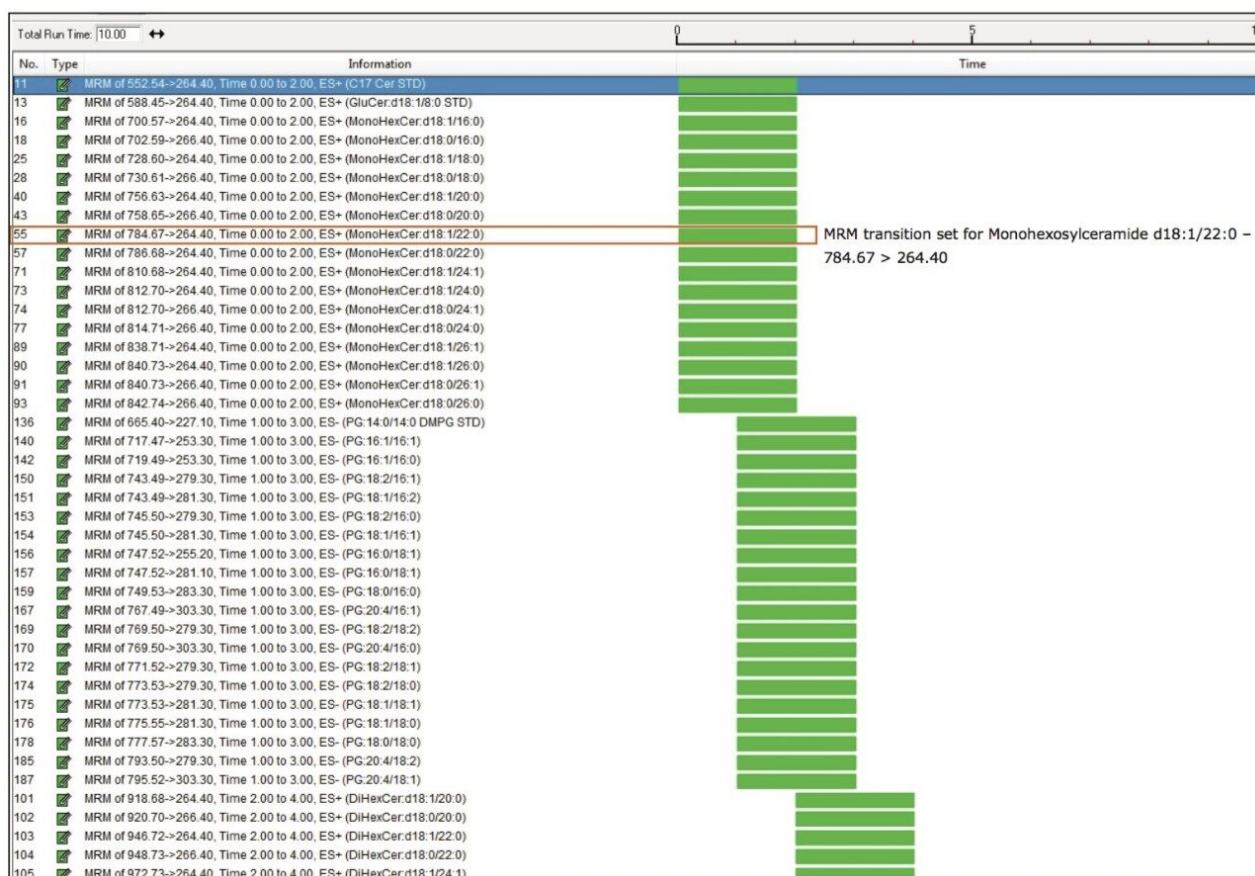 Total Run Time: 10.00
0 5 1
No. Type Information Time
11 MRM of 552.54->264.40, Time 0.00 to 2.00, ES+ (C17 Cer STD)
13 MRM of 588.45->264.40, Time 0.00 to 2.00, ES+ (GluCer:d18:1/8:0 STD)
16 MRM of 700.57->264.40, Time 0.00 to 2.00, ES+ (MonoHexCer:d18:1/16:0)
18 MRM of 702.59->266.40, Time 0.00 to 2.00, ES+ (MonoHexCer:d18:0/16:0)
25 MRM of 728.60->264.40, Time 0.00 to 2.00, ES+ (MonoHexCer:d18:1/18:0)
28 MRM of 730.61->266.40, Time 0.00 to 2.00, ES+ (MonoHexCer:d18:0/18:0)
40 MRM of 756.63->264.40, Time 0.00 to 2.00, ES+ (MonoHexCer:d18:1/20:0)
43 MRM of 758.65->266.40, Time 0.00 to 2.00, ES+ (MonoHexCer:d18:0/20:0)
55 MRM of 784.67->264.40, Time 0.00 to 2.00, ES+ (MonoHexCer:d18:1/22:0)
MRM transition set for Monohexosylceramide d18:1/22:0 –
784.67 > 264.40
57 MRM of 786.68->266.40, Time 0.00 to 2.00, ES+ (MonoHexCer:d18:0/22:0)
71 MRM of 810.68->264.40, Time 0.00 to 2.00, ES+ (MonoHexCer:d18:1/24:1)
73 MRM of 812.70->264.40, Time 0.00 to 2.00, ES+ (MonoHexCer:d18:1/24:0)
74 MRM of 812.70->266.40, Time 0.00 to 2.00, ES+ (MonoHexCer:d18:0/24:1)
77 MRM of 814.71->266.40, Time 0.00 to 2.00, ES+ (MonoHexCer:d18:0/24:0)
89 MRM of 838.71->264.40, Time 0.00 to 2.00, ES+ (MonoHexCer:d18:1/26:1)
90 MRM of 840.73->264.40, Time 0.00 to 2.00, ES+ (MonoHexCer:d18:1/26:0)
91 MRM of 840.73->266.40, Time 0.00 to 2.00, ES+ (MonoHexCer:d18:0/26:1)
93 MRM of 842.74->266.40, Time 0.00 to 2.00, ES+ (MonoHexCer:d18:0/26:0)
136 MRM of 665.40->227.10, Time 1.00 to 3.00, ES- (PG:14:0/14:0 DMPG STD)
140 MRM of 717.47->253.30, Time 1.00 to 3.00, ES- (PG:16:1/16:1)
142 MRM of 719.49->253.30, Time 1.00 to 3.00, ES- (PG:16:1/16:0)
150 MRM of 743.49->279.30, Time 1.00 to 3.00, ES- (PG:18:2/16:1)
151 MRM of 743.49->281.30, Time 1.00 to 3.00, ES- (PG:18:1/16:2)
153 MRM of 745.50->279.30, Time 1.00 to 3.00, ES- (PG:18:2/16:0)
154 MRM of 745.50->281.30, Time 1.00 to 3.00, ES- (PG:18:1/16:1)
156 MRM of 747.52->255.20, Time 1.00 to 3.00, ES- (PG:16:0/18:1)
157 MRM of 747.52->281.10, Time 1.00 to 3.00, ES- (PG:16:0/18:1)
159 MRM of 749.53->283.30, Time 1.00 to 3.00, ES- (PG:18:0/16:0)
167 MRM of 767.49->303.30, Time 1.00 to 3.00, ES- (PG:20:4/16:1)
169 MRM of 769.50->279.30, Time 1.00 to 3.00, ES- (PG:18:2/18:2)
170 MRM of 769.50->303.30, Time 1.00 to 3.00, ES- (PG:20:4/16:0)
172 MRM of 771.52->279.30, Time 1.00 to 3.00, ES- (PG:18:2/18:1)
174 MRM of 773.53->279.30, Time 1.00 to 3.00, ES- (PG:18:2/18:0)
175 MRM of 773.53->281.30, Time 1.00 to 3.00, ES- (PG:18:1/18:1)
176 MRM of 775.55->281.30, Time 1.00 to 3.00, ES- (PG:18:1/18:0)
178 MRM of 777.57->283.30, Time 1.00 to 3.00, ES- (PG:18:0/18:0)
185 MRM of 793.50->279.30, Time 1.00 to 3.00, ES- (PG:20:4/18:2)
187 MRM of 795.52->303.30, Time 1.00 to 3.00, ES- (PG:20:4/18:1)
101 MRM of 918.68->264.40, Time 2.00 to 4.00, ES+ (DiHexCer:d18:1/20:0)
102 MRM of 920.70->266.40, Time 2.00 to 4.00, ES+ (DiHexCer:d18:0/20:0)
103 MRM of 946.72->264.40, Time 2.00 to 4.00, ES+ (DiHexCer:d18:1/22:0)
104 MRM of 948.73->266.40, Time 2.00 to 4.00, ES+ (DiHexCer:d18:0/22:0)
105 MRM of 972.73->264.40, Time 2.00 to 4.00, ES+ (DiHexCer:d18:1/24:1)